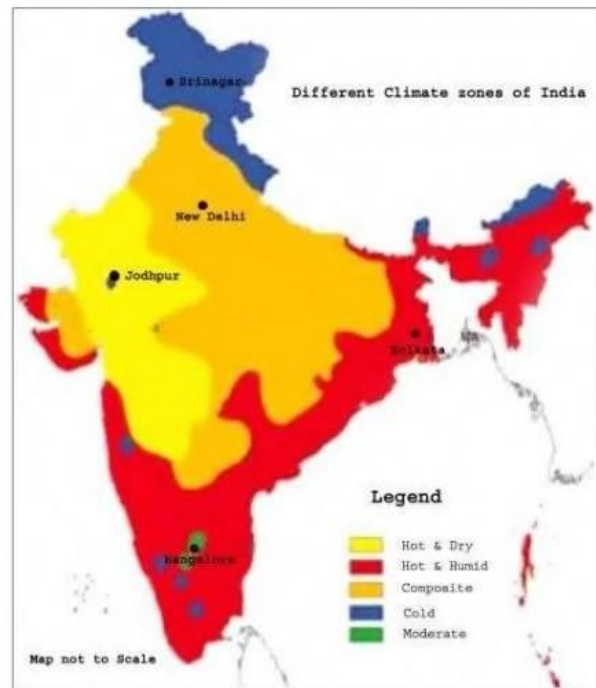 Srinagar
Different Climate zones of India
New Delhi
Jodhpur
Kolkata
Legend
Hot & Dry
Hot & Humid
Bangalore
Composite
Cold
Moderate
Map not to Scale